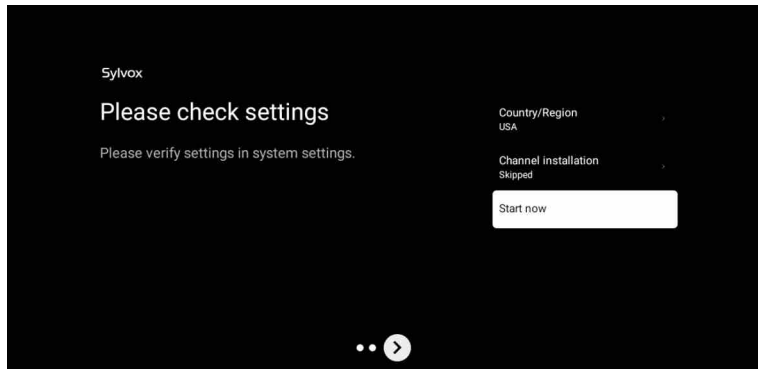 Sylvox
Please check settings
Please verify settings in system settings.
Country/Region
USA
Channel installation
Skipped
Start now